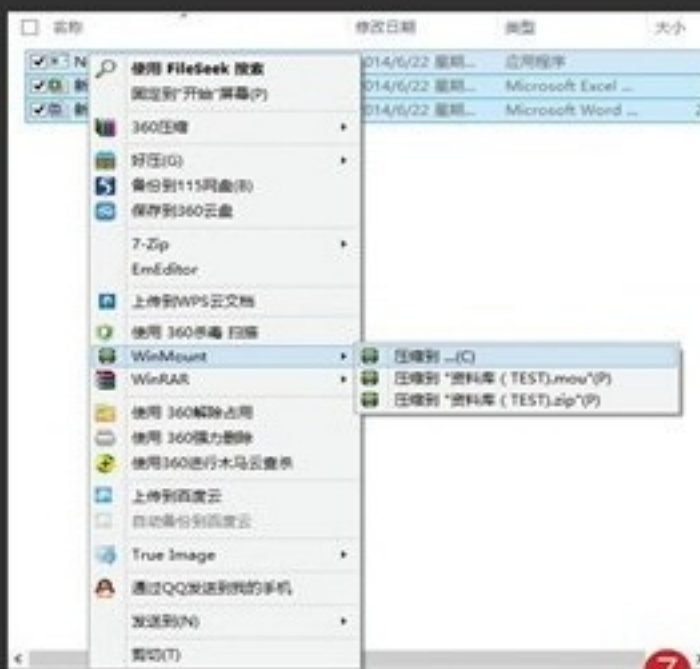 名称 修改日期 类型 大小
N 014/6/22 星期... 应用程序
新 014/6/22 星期... Microsoft Excel ...
新 014/6/22 星期... Microsoft Word ... 2
使用 FileSeek 搜索
固定到"开始"屏幕(P)
360压缩
好压(G)
备份到115网盘(B)
保存到360云盘
7-Zip
EmEditor
上传到WPS云文档
使用 360杀毒 扫描
WinMount
压缩到 ...(C)
WinRAR
压缩到 "资料库 ( TEST).mou"(P)
压缩到 "资料库 ( TEST).zip"(P)
使用 360解除占用
使用 360强力删除
使用360进行木马云查杀
上传到百度云
自动备份到百度云
True Image
通过QQ发送到我的手机
发送到(N)
剪切(T)
7